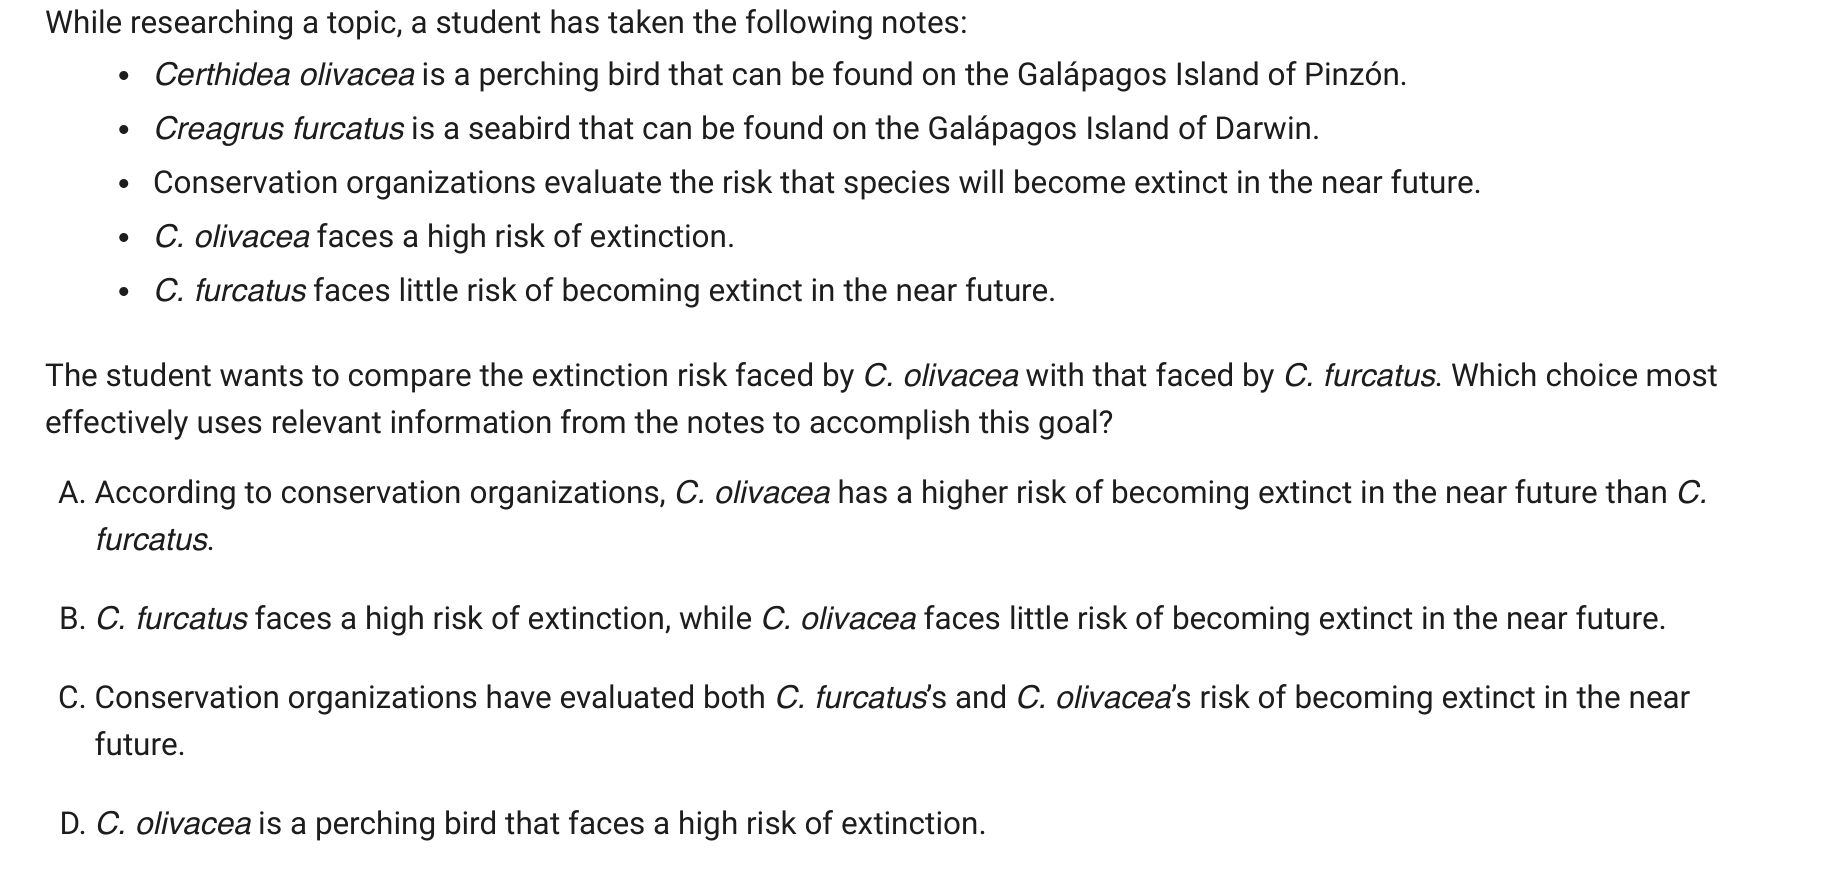 While researching a topic, a student has taken the following notes:
• Certhidea olivacea is a perching bird that can be found on the Galápagos Island of Pinzón.
• Creagrus furcatus is a seabird that can be found on the Galápagos Island of Darwin.
• Conservation organizations evaluate the risk that species will become extinct in the near future.
• C. olivacea faces a high risk of extinction.
• C. furcatus faces little risk of becoming extinct in the near future.
The student wants to compare the extinction risk faced by C. olivacea with that faced by C. furcatus. Which choice most
effectively uses relevant information from the notes to accomplish this goal?
A. According to conservation organizations, C. olivacea has a higher risk of becoming extinct in the near future than C.
furcatus.
B. C. furcatus faces a high risk of extinction, while C. olivacea faces little risk of becoming extinct in the near future.
C. Conservation organizations have evaluated both C. furcatus's and C. olivacea's risk of becoming extinct in the near
future.
D. C. olivacea is a perching bird that faces a high risk of extinction.